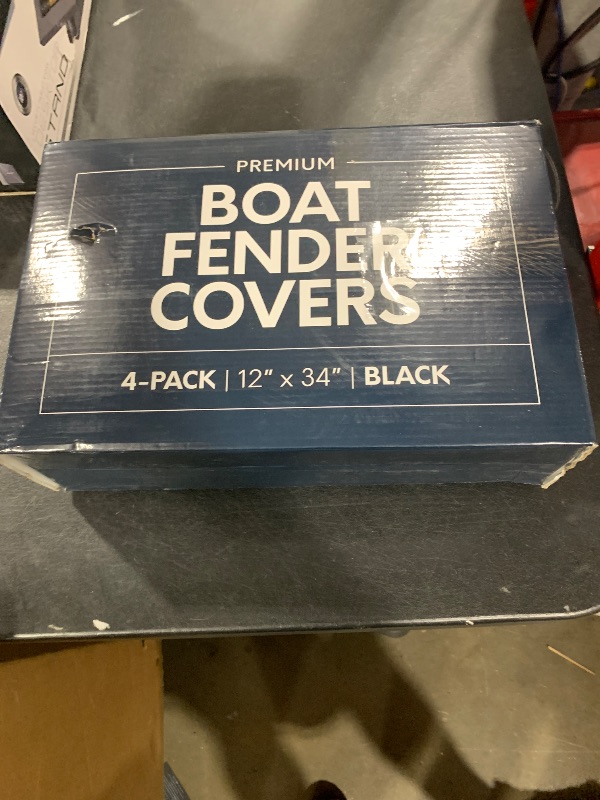 PREMIUM
BOAT
FENDER
COVERS
4-PACK | 12" x 34" | BLACK